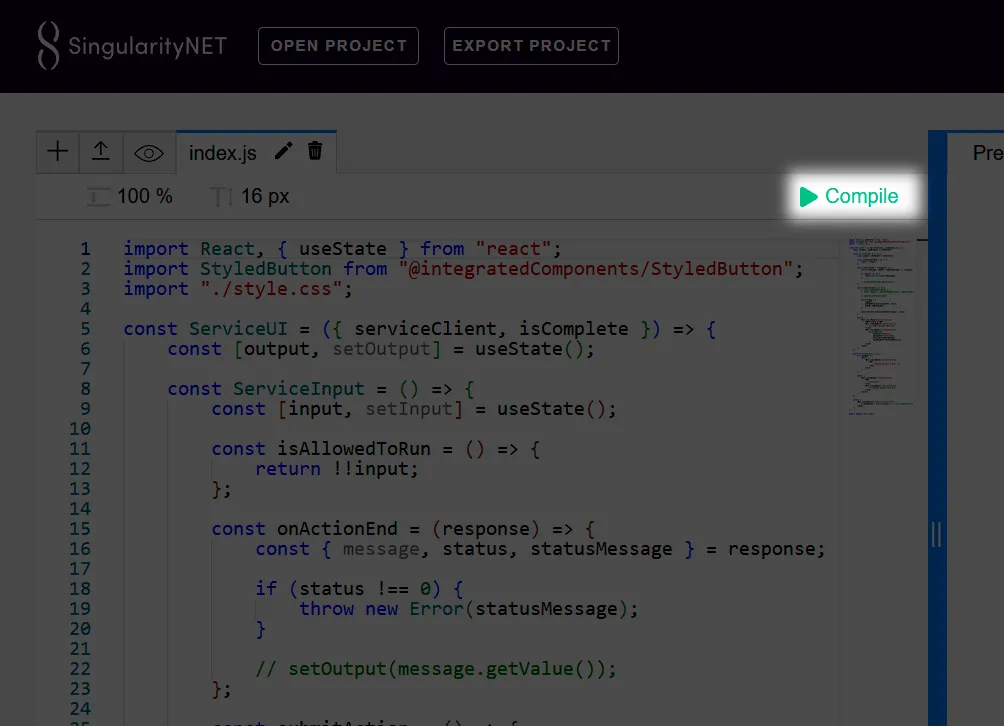 SingularityNET OPEN PROJECT EXPORT PROJECT
index.js
Pre
100 % 16 px Compile
1 import React, { useState } from "react";
2 import StyledButton from "@integratedComponents/StyledButton";
3 import "./style.css";
4
5 const ServiceUI = ({ serviceClient, isComplete }) => {
6 const [output, setOutput] = useState();
7
8 const ServiceInput = () => {
9 const [input, setInput] = useState();
10
11 const isAllowedToRun = () => {
12 return !!input;
13 };
14
15 const onActionEnd = (response) => {
16 const { message, status, statusMessage } = response;
17
18 if (status !== 0) {
19 throw new Error(statusMessage);
20 }
21
22 // setOutput(message.getValue());
23 };
24